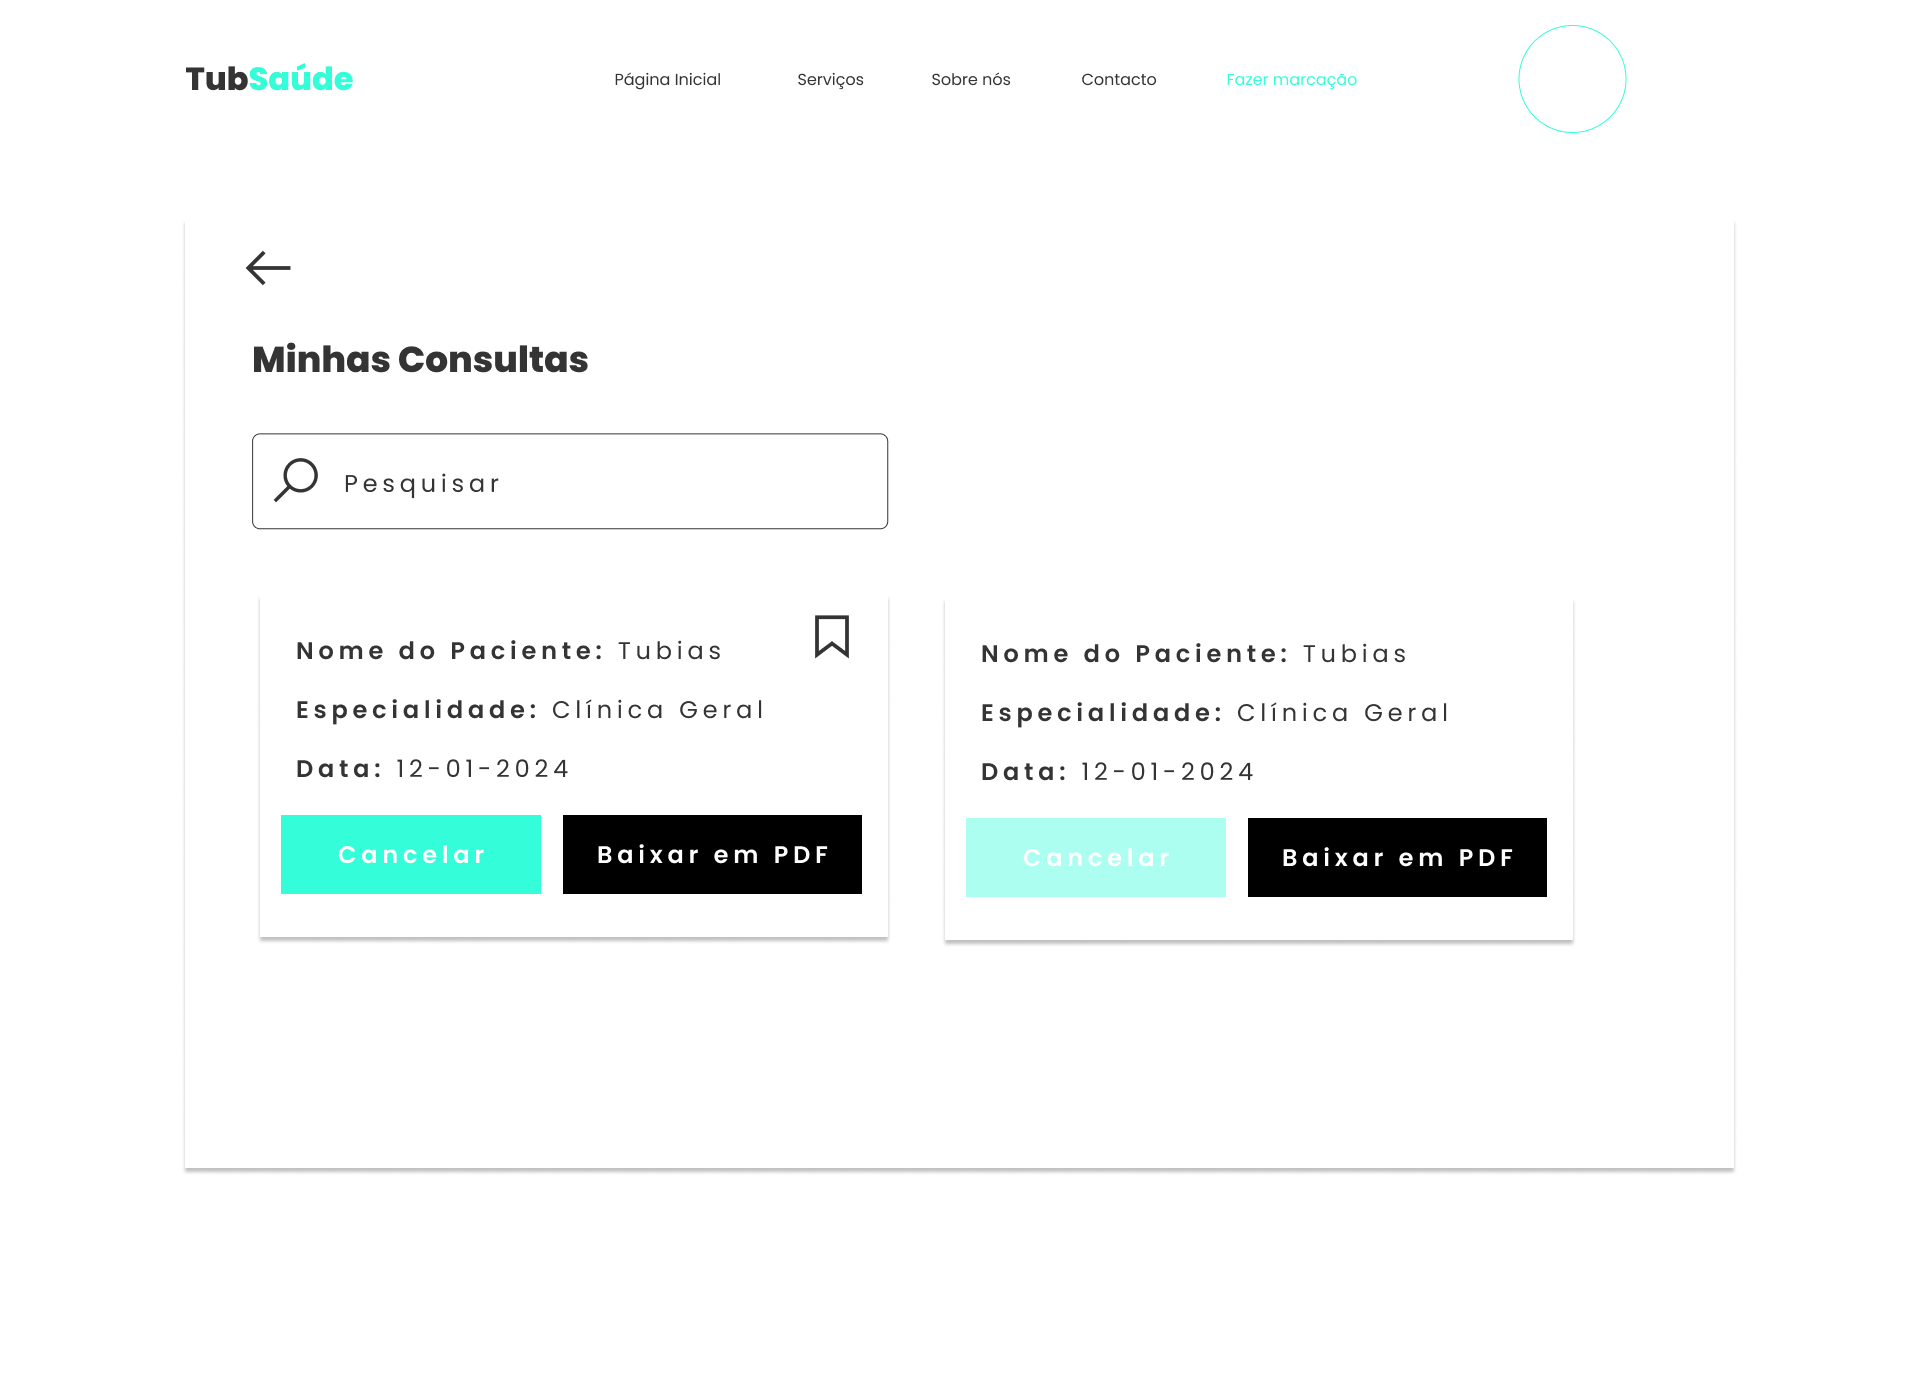 TubSaúde
Página Inicial Serviços Sobre nós Contacto Fazer marcação
Minhas Consultas
Pesquisar
Nome do Paciente: Tubias
Especialidade: Clínica Geral
Data: 12-01-2024
Cancelar Baixar em PDF
Nome do Paciente: Tubias
Especialidade: Clínica Geral
Data: 12-01-2024
Cancelar Baixar em PDF